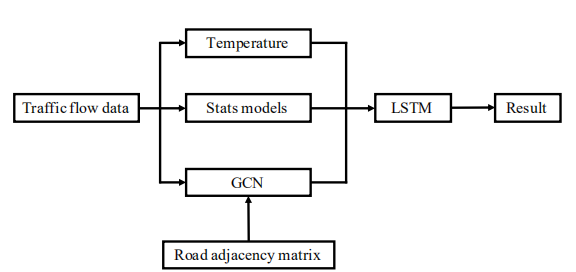 Temperature
Traffic flow data
Stats models
LSTM
Result
GCN
Road adjacency matrix